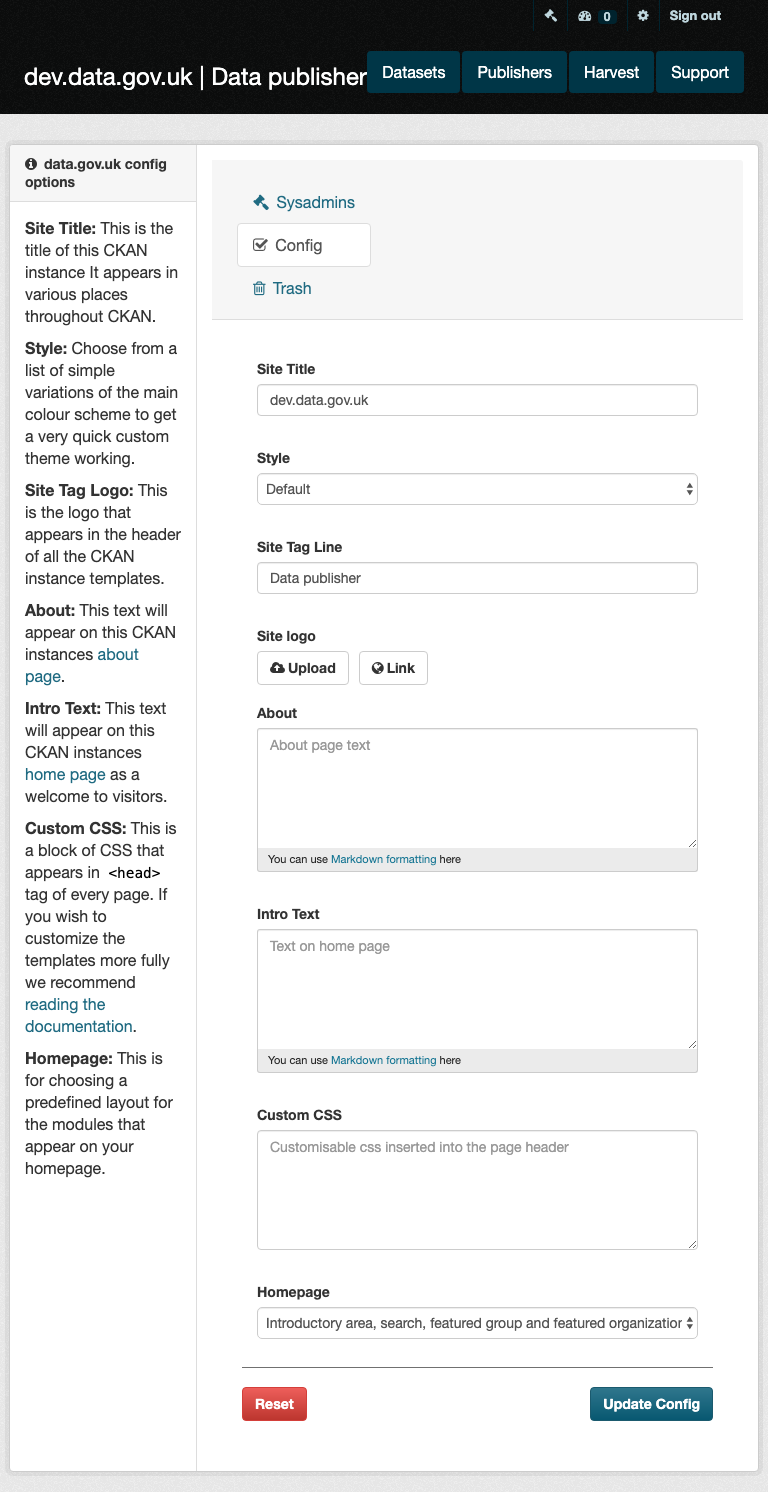 0
Sign out
dev.data.gov.uk | Data publisher
Datasets
Publishers
Harvest
Support
data.gov.uk config
options
Site Title: This is the
title of this CKAN
instance It appears in
various places
throughout CKAN.
Style: Choose from a
list of simple
variations of the main
colour scheme to get
a very quick custom
theme working.
Site Tag Logo: This
is the logo that
appears in the header
of all the CKAN
instance templates.
About: This text will
appear on this CKAN
instances about
page.
Intro Text: This text
will appear on this
CKAN instances
home page as a
welcome to visitors.
Custom CSS: This is
a block of CSS that
appears in <head>
tag of every page. If
you wish to
customize the
templates more fully
we recommend
reading the
documentation.
Homepage: This is
for choosing a
predefined layout for
the modules that
appear on your
homepage.
Sysadmins
Config
Trash
Site Title
dev.data.gov.uk
Style
Default
Site Tag Line
Data publisher
Site logo
Upload
Link
About
About page text
You can use Markdown formatting here
Intro Text
Text on home page
You can use Markdown formatting here
Custom CSS
Customisable css inserted into the page header
Homepage
Introductory area, search, featured group and featured organization
Reset
Update Config